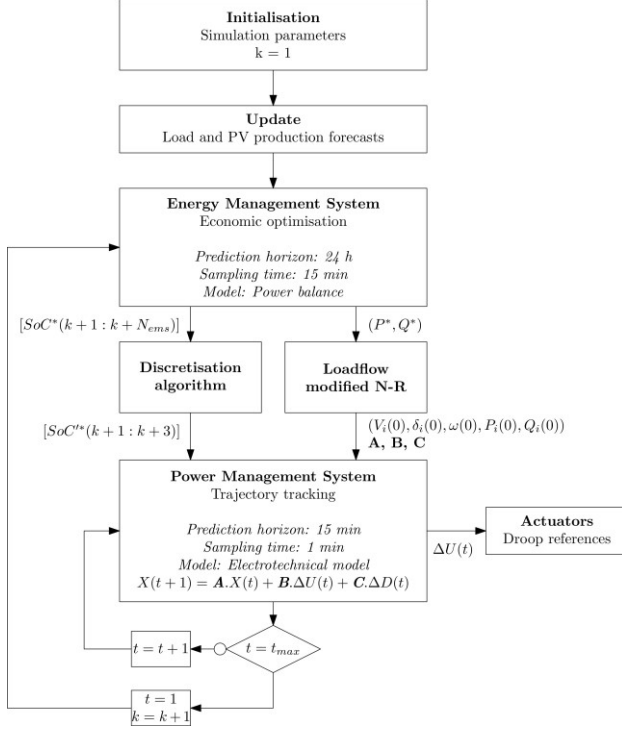 Initialisation
Simulation parameters
k = 1
Update
Load and PV production forecasts
Energy Management System
Economic optimisation
Prediction horizon: 24 h
Sampling time: 15 min
Model: Power balance
[SoC*(k + 1 : k + N_ems)]
(P*, Q*)
Discretisation
algorithm
Loadflow
modified N-R
[SoC'*(k + 1 : k + 3)]
(V_i(0), δ_i(0), ω(0), P_i(0), Q_i(0))
A, B, C
Power Management System
Trajectory tracking
Prediction horizon: 15 min
Sampling time: 1 min
Model: Electrotechnical model
X(t + 1) = A.X(t) + B.ΔU(t) + C.ΔD(t)
ΔU(t)
Actuators
Droop references
t = t + 1
t = t_max
t = 1
k = k + 1